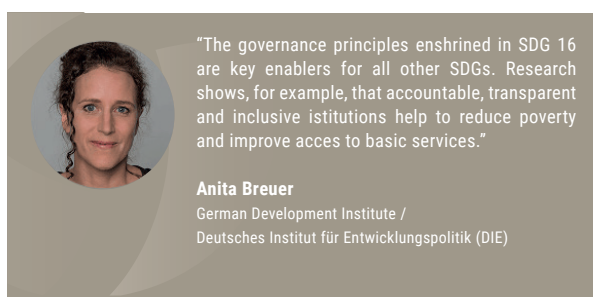 “The governance principles enshrined in SDG 16
are key enablers for all other SDGs. Research
shows, for example, that accountable, transparent
and inclusive istitutions help to reduce poverty
and improve acces to basic services.”
Anita Breuer
German Development Institute /
Deutsches Institut für Entwicklungspolitik (DIE)